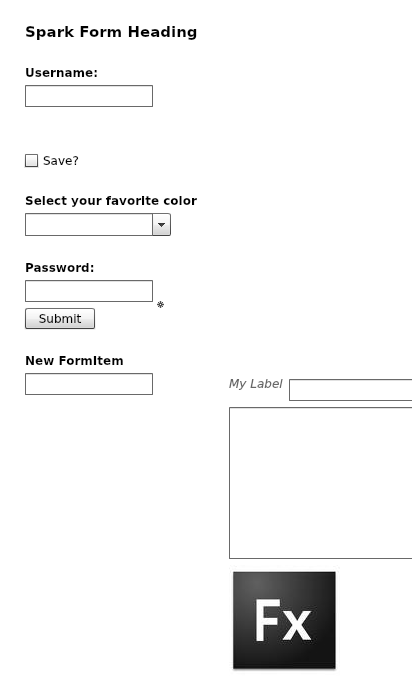 Spark Form Heading
Username:
Save?
Select your favorite color
Password:
Submit
New FormItem
My Label
Fx